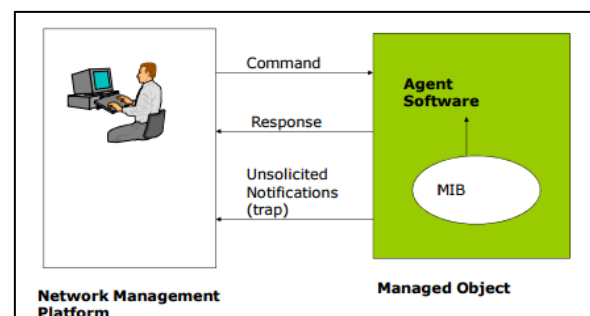 Command
Agent
Software
Response
Unsolicited
Notifications
(trap)
MIB
Managed Object
Network Management
Platform